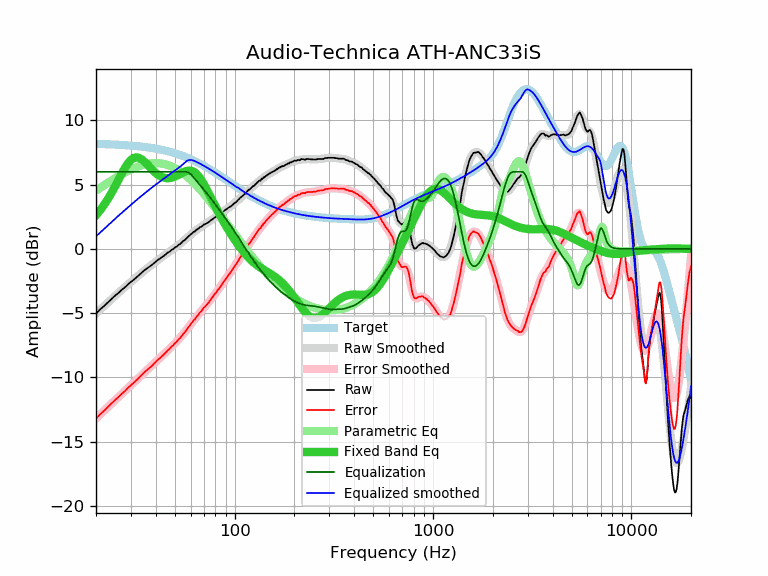 Audio-Technica ATH-ANC33iS
Amplitude (dBr)
10
5
0
−5
−10
−15
−20
Target
Raw Smoothed
Error Smoothed
Raw
Error
Parametric Eq
Fixed Band Eq
Equalization
Equalized smoothed
100
1000
10000
Frequency (Hz)